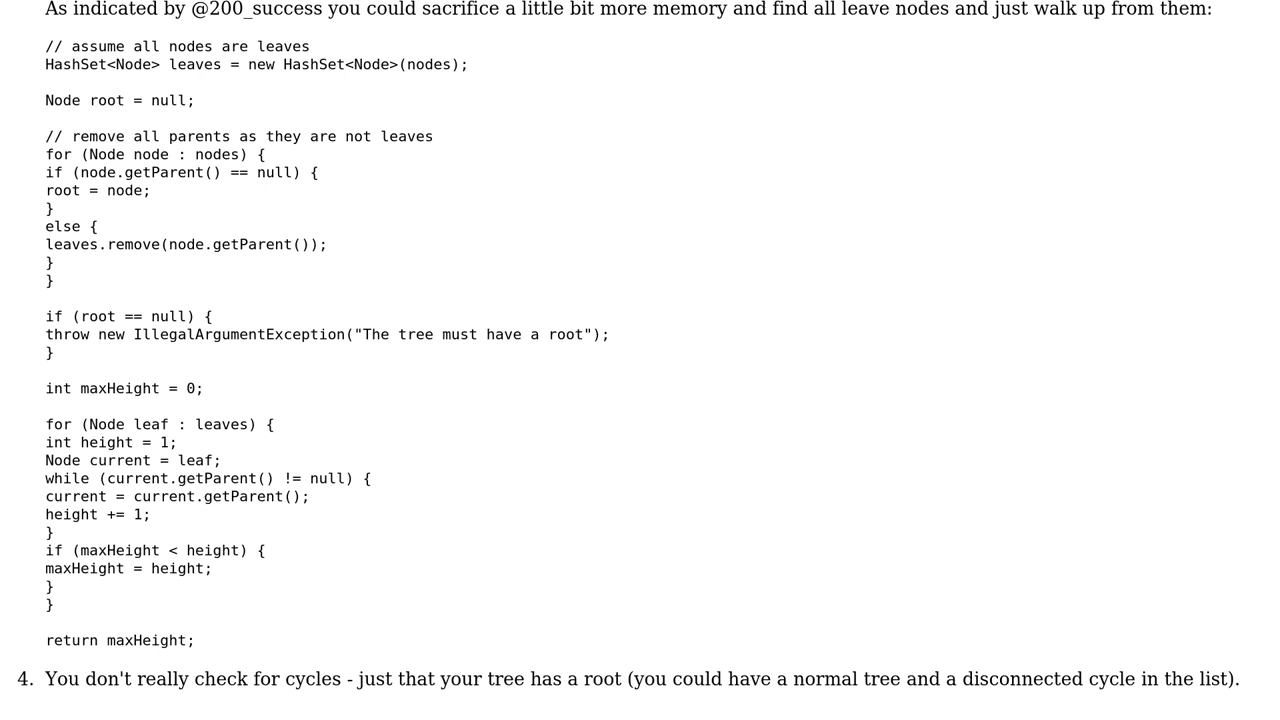 As indicated by @200_success you could sacrifice a little bit more memory and find all leave nodes and just walk up from them:
// assume all nodes are leaves
HashSet<Node> leaves = new HashSet<Node>(nodes);
Node root = null;
// remove all parents as they are not leaves
for (Node node : nodes) {
if (node.getParent() == null) {
root = node;
}
else {
leaves.remove(node.getParent());
}
}
if (root == null) {
throw new IllegalArgumentException("The tree must have a root");
}
int maxHeight = 0;
for (Node leaf : leaves) {
int height = 1;
Node current = leaf;
while (current.getParent() != null) {
current = current.getParent();
height += 1;
}
if (maxHeight < height) {
maxHeight = height;
}
}
return maxHeight;
4. You don't really check for cycles - just that your tree has a root (you could have a normal tree and a disconnected cycle in the list).